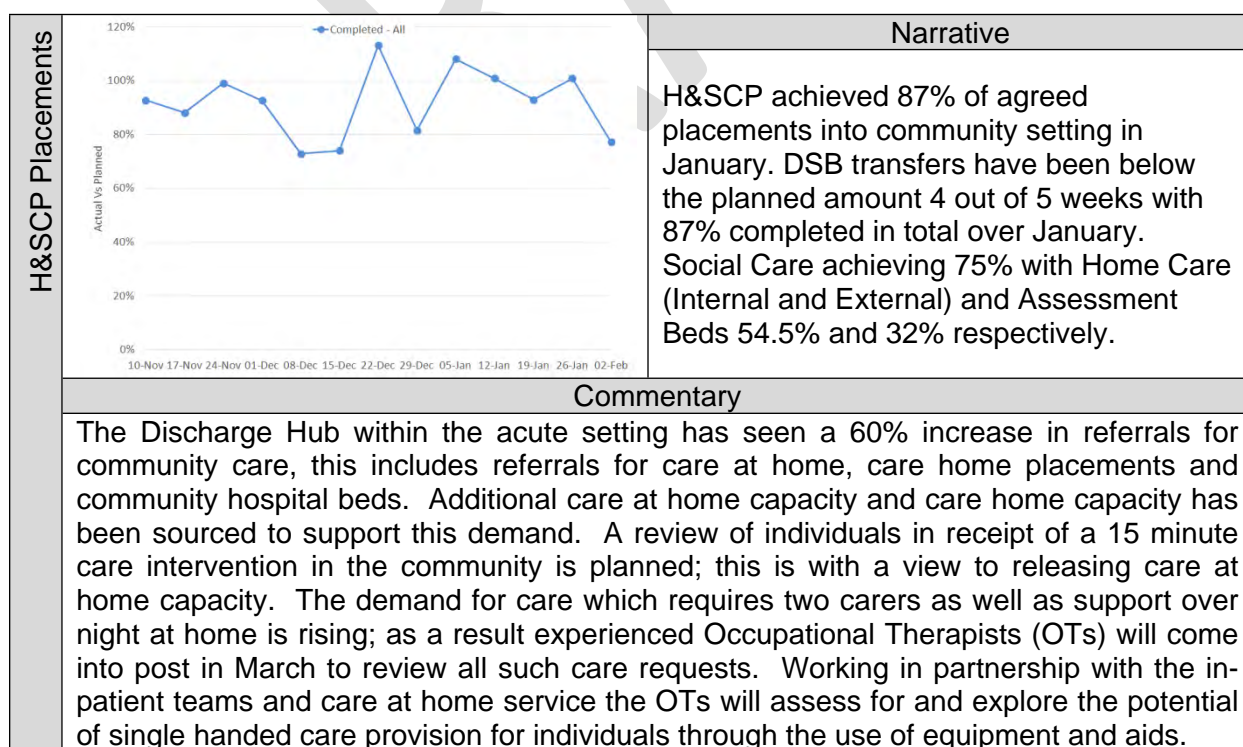 H&SCP Placements
120%
100%
80%
60%
40%
20%
0%
Actual Vs Planned
Completed - All
10-Nov 17-Nov 24-Nov 01-Dec 08-Dec 15-Dec 22-Dec 29-Dec 05-Jan 12-Jan 19-Jan 26-Jan 02-Feb
Narrative
H&SCP achieved 87% of agreed
placements into community setting in
January. DSB transfers have been below
the planned amount 4 out of 5 weeks with
87% completed in total over January.
Social Care achieving 75% with Home Care
(Internal and External) and Assessment
Beds 54.5% and 32% respectively.
Commentary
The Discharge Hub within the acute setting has seen a 60% increase in referrals for
community care, this includes referrals for care at home, care home placements and
community hospital beds. Additional care at home capacity and care home capacity has
been sourced to support this demand. A review of individuals in receipt of a 15 minute
care intervention in the community is planned; this is with a view to releasing care at
home capacity. The demand for care which requires two carers as well as support over
night at home is rising; as a result experienced Occupational Therapists (OTs) will come
into post in March to review all such care requests. Working in partnership with the in-
patient teams and care at home service the OTs will assess for and explore the potential
of single handed care provision for individuals through the use of equipment and aids.